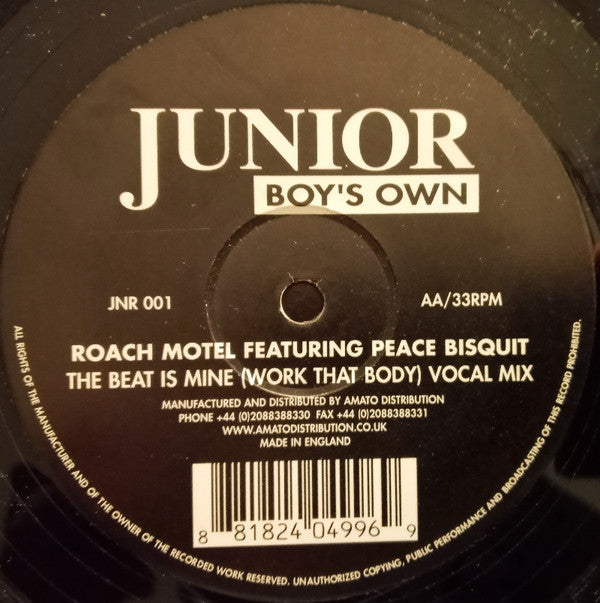 JUNIOR
BOY'S OWN
JNR 001
AA/33RPM
ROACH MOTEL FEATURING PEACE BISQUIT
THE BEAT IS MINE (WORK THAT BODY) VOCAL MIX
MANUFACTURED AND DISTRIBUTED BY AMATO DISTRIBUTION
PHONE +44 (0)2088388330 FAX +44 (0)2088388331
WWW.AMATODISTRIBUTION.CO.UK
MADE IN ENGLAND
8 81824 04996 9
ALL RIGHTS OF THE MANUFACTURER AND OF THE OWNER OF THE RECORDED WORK RESERVED. UNAUTHORIZED COPYING, PUBLIC PERFORMANCE AND BROADCASTING OF THIS RECORD PROHIBITED.